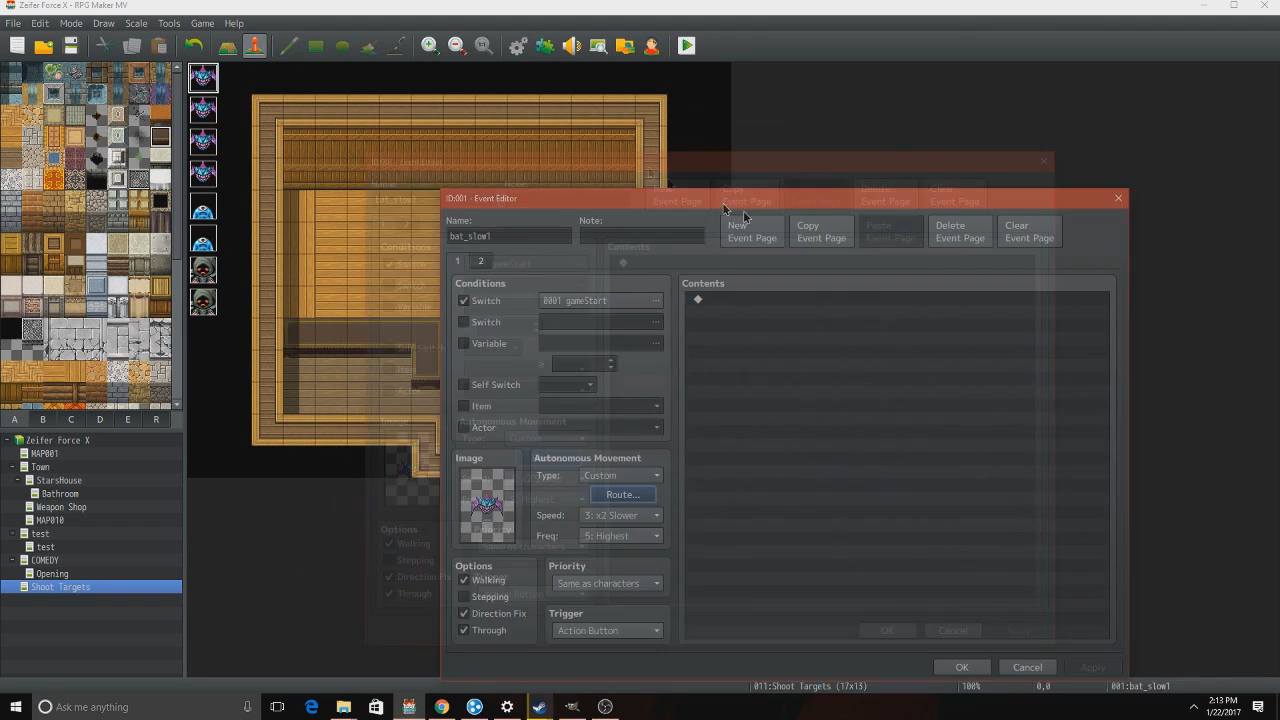 Zeifer Force X - RPG Maker MV
File Edit Mode Draw Scale Tools Game Help
ID:001 - Event Editor
Name:
Note:
bat_slow1
New
Event Page
Copy
Event Page
Paste
Event Page
Delete
Event Page
Clear
Event Page
1 2
Conditions
Switch 0001 gameStart ...
Switch ...
Variable ...
≥
Self Switch
Item
Actor
Image
Autonomous Movement
Type: Custom
Route...
Speed: 3: x2 Slower
Freq: 5: Highest
Options
Walking
Stepping
Direction Fix
Through
Priority
Same as characters
Trigger
Action Button
Contents
OK
Cancel
Apply
A B C D E R
Zeifer Force X
MAP001
Town
StarsHouse
Bathroom
Weapon Shop
MAP010
test
test
COMEDY
Opening
Shoot Targets
011:Shoot Targets (17x13) 100% 0,0 001:bat_slow1
Ask me anything
2:13 PM
1/22/2017